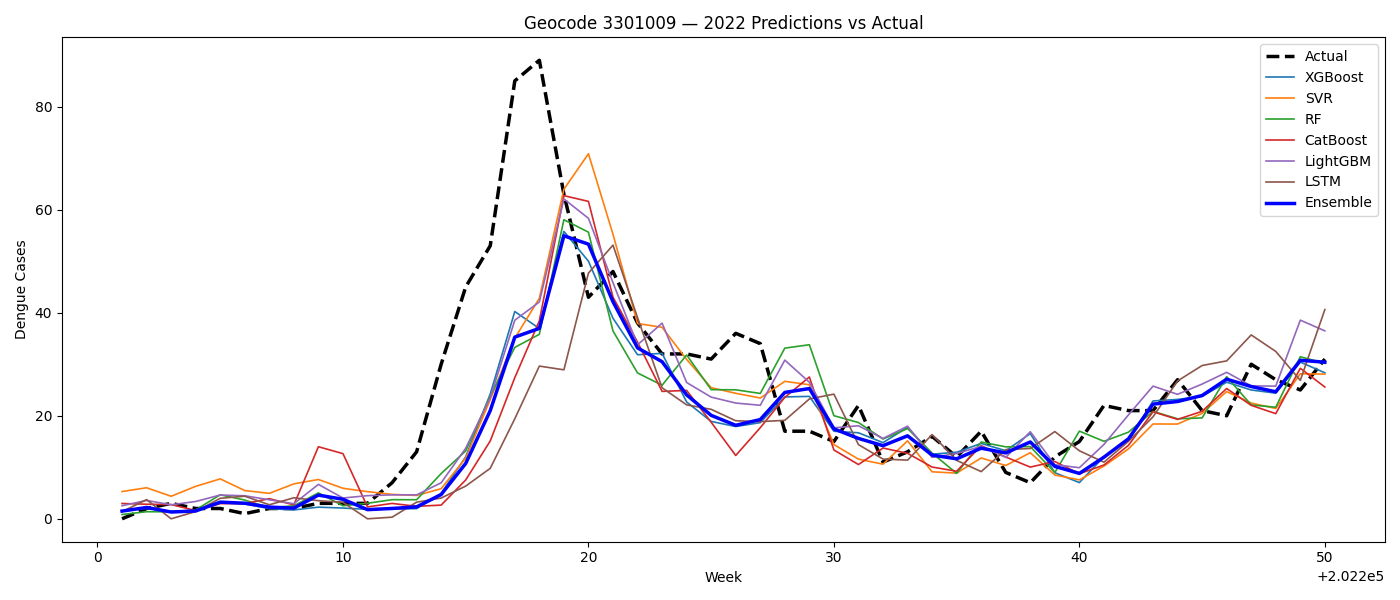 Geocode 3301009 — 2022 Predictions vs Actual
Dengue Cases
80
60
40
20
0
Actual
XGBoost
SVR
RF
CatBoost
LightGBM
LSTM
Ensemble
0 10 20 30 40 50
Week
+2.022e5